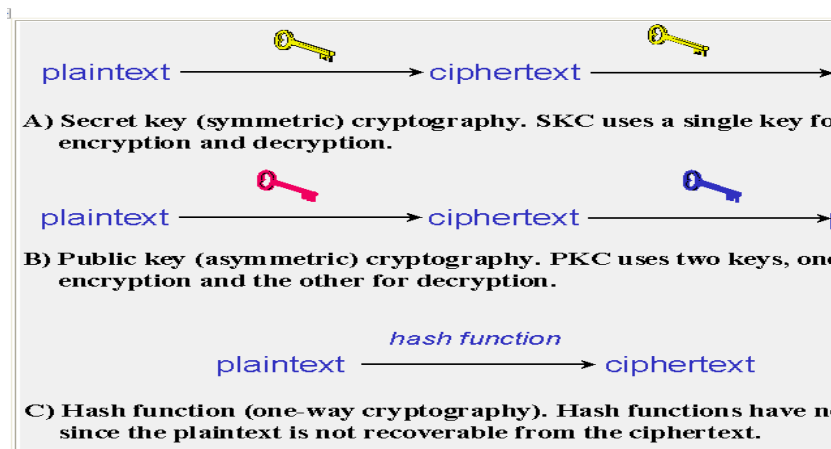 plaintext ciphertext
A) Secret key (symmetric) cryptography. SKC uses a single key fo
encryption and decryption.
plaintext ciphertext p
B) Public key (asymmetric) cryptography. PKC uses two keys, one
encryption and the other for decryption.
hash function
plaintext ciphertext
C) Hash function (one-way cryptography). Hash functions have no
since the plaintext is not recoverable from the ciphertext.